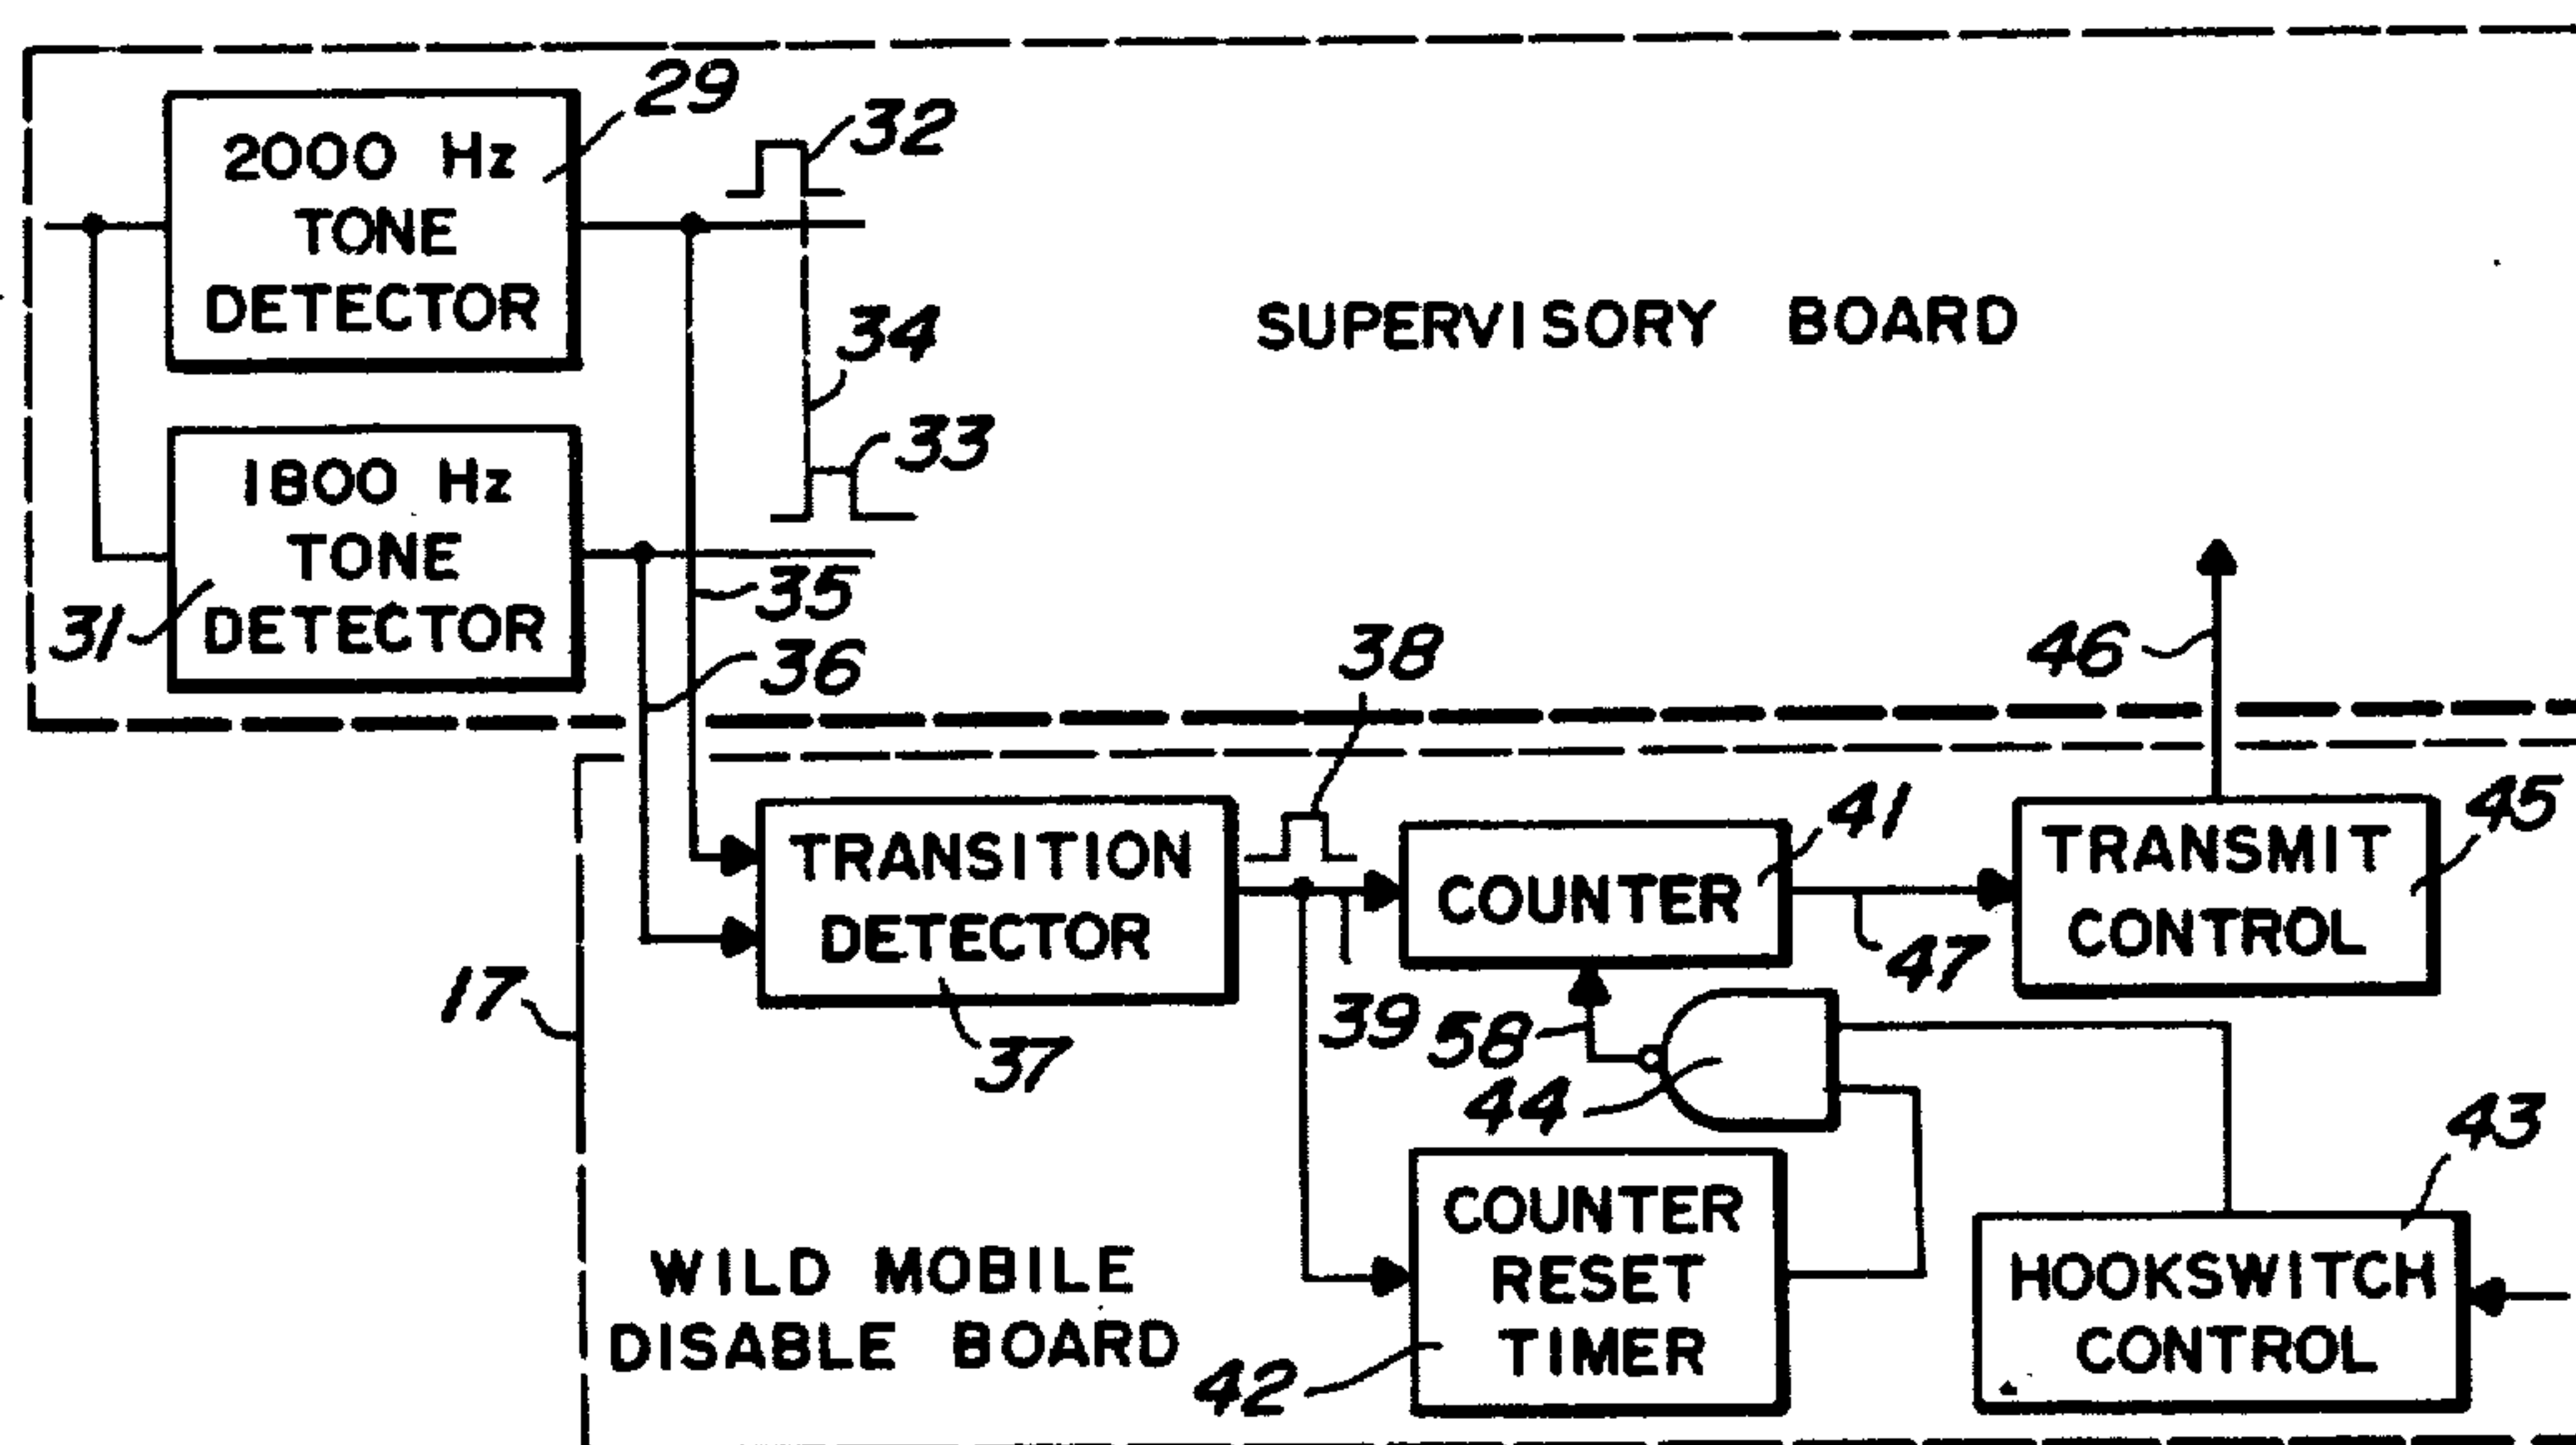 29
32
2000 Hz
TONE
DETECTOR
34
SUPERVISORY BOARD
33
1800 Hz
TONE
DETECTOR
31
35
36
38
46
41
45
TRANSITION
DETECTOR
COUNTER
TRANSMIT
CONTROL
47
17
37
39
58
44
43
WILD MOBILE
DISABLE BOARD
COUNTER
RESET
TIMER
42
HOOKSWITCH
CONTROL